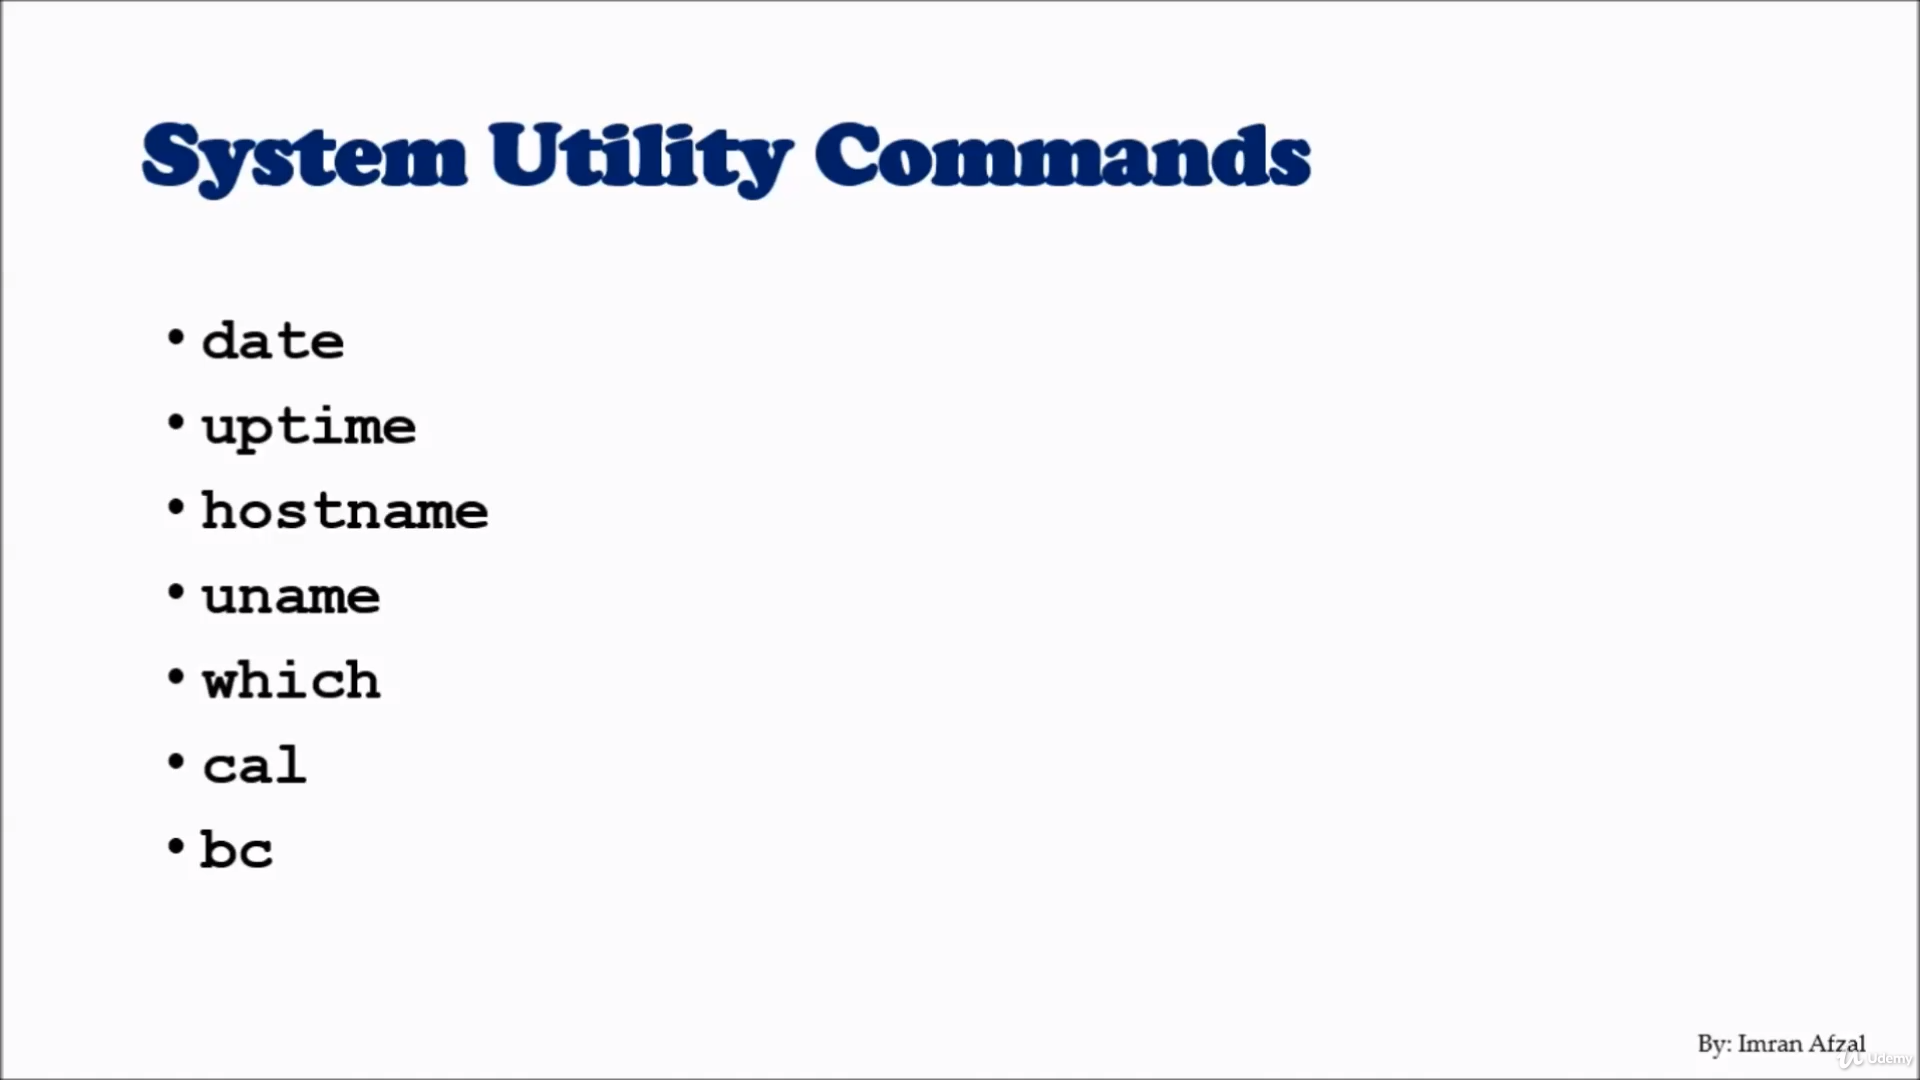 System Utility Commands
• date
• uptime
• hostname
• uname
• which
• cal
• bc
By: Imran Afzal
Udemy